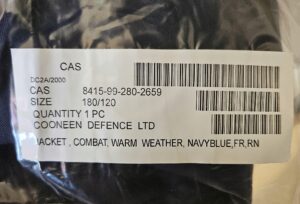 CAS
DC2A/2000
CAS 8415-99-280-2659
SIZE 180/120
QUANTITY 1 PC
COONEEN DEFENCE LTD
JACKET , COMBAT, WARM WEATHER, NAVYBLUE,FR,RN